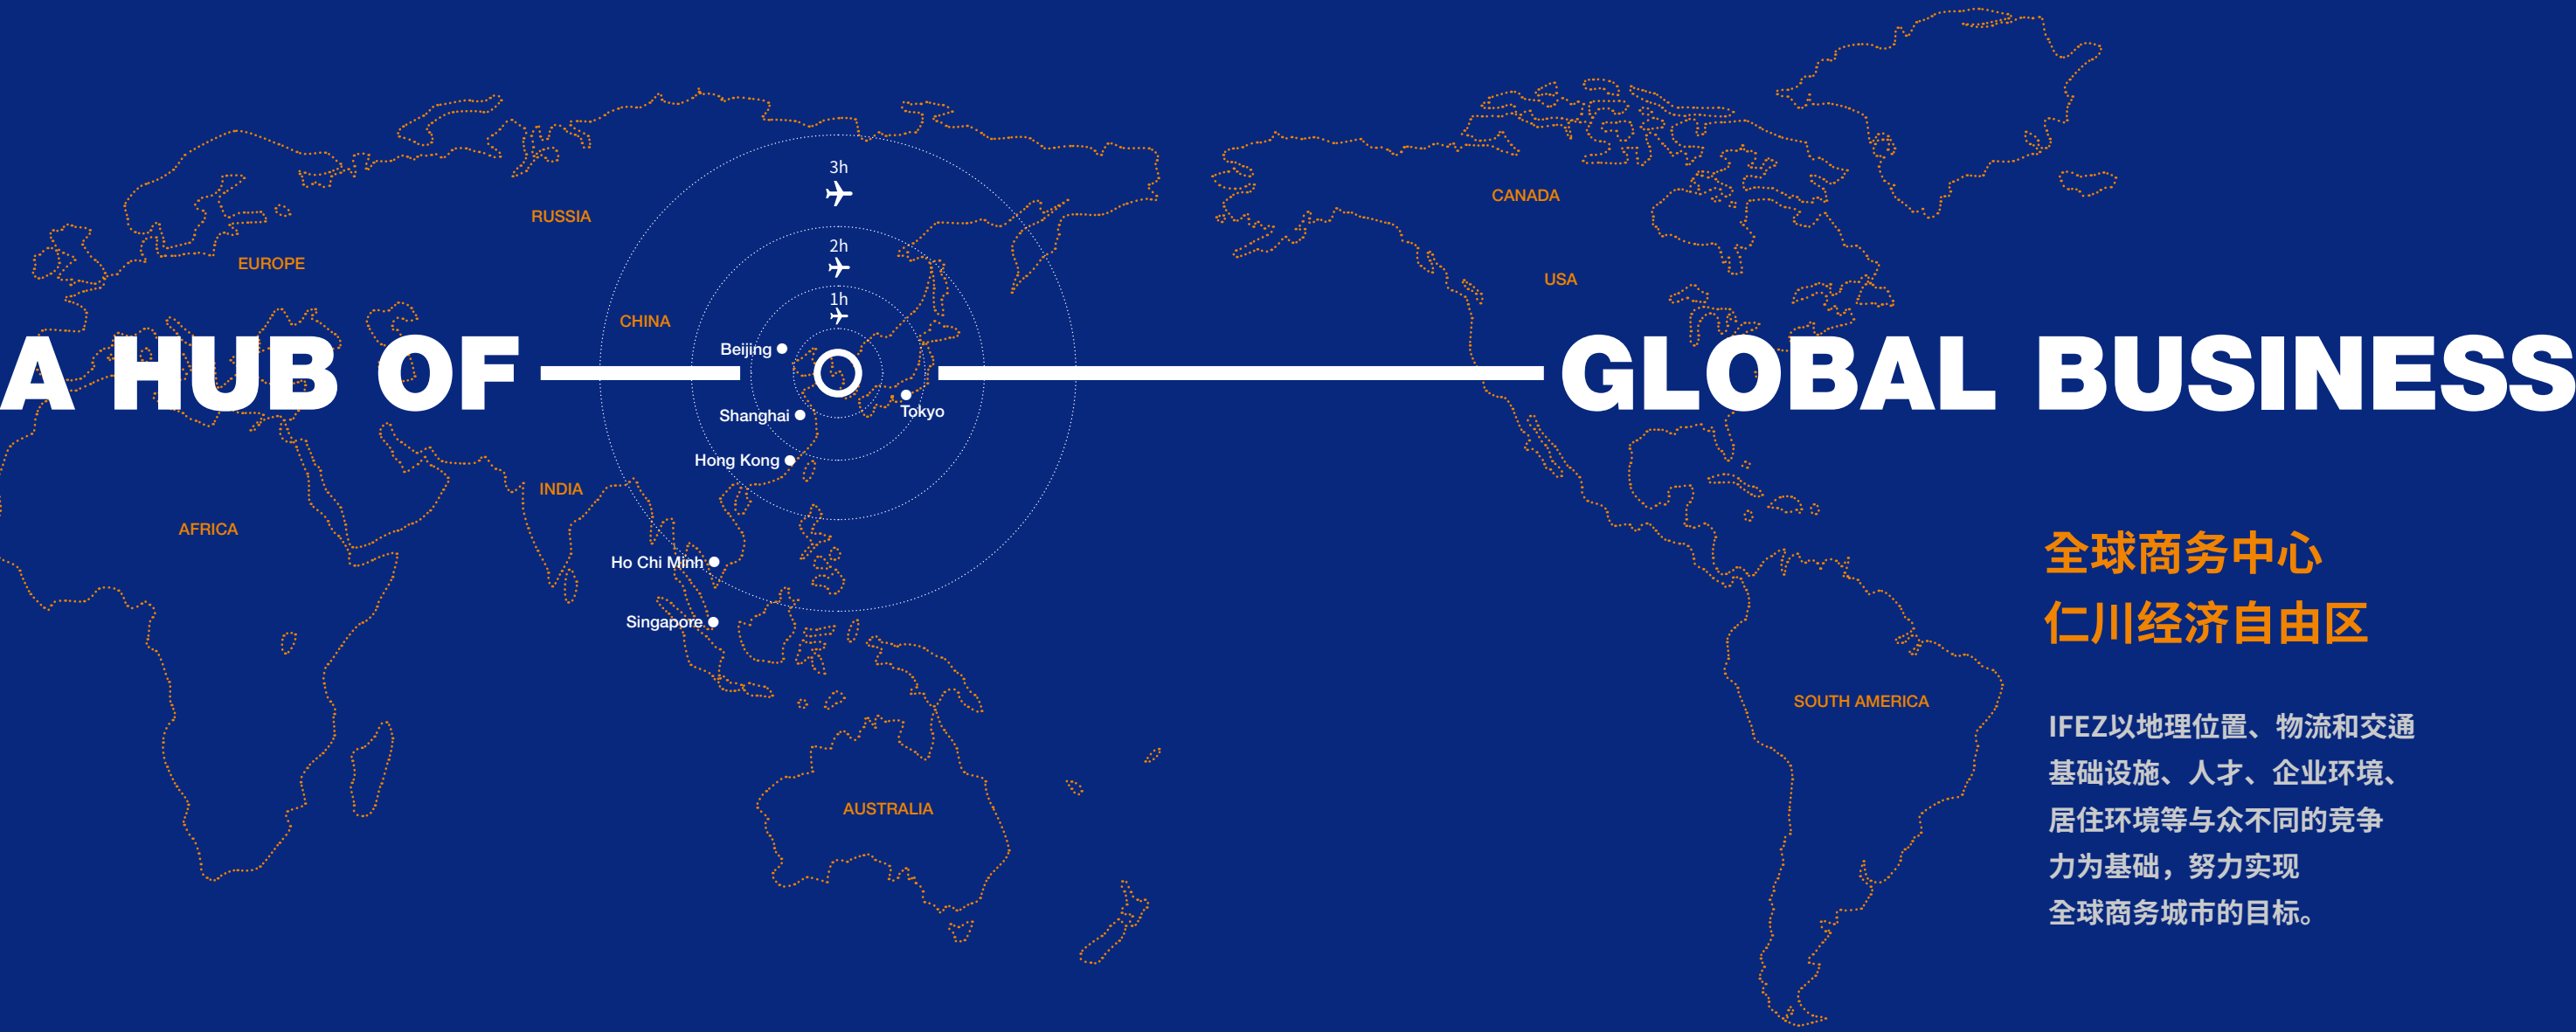 3h
CANADA
RUSSIA
2h
EUROPE
USA
1h
CHINA
Beijing
A HUB OF GLOBAL BUSINESS
Tokyo
Shanghai
Hong Kong
INDIA
AFRICA
Ho Chi Minh
Singapore
SOUTH AMERICA
AUSTRALIA
全球商务中心
仁川经济自由区
IFEZ以地理位置、物流和交通
基础设施、人才、企业环境、
居住环境等与众不同的竞争
力为基础，努力实现
全球商务城市的目标。